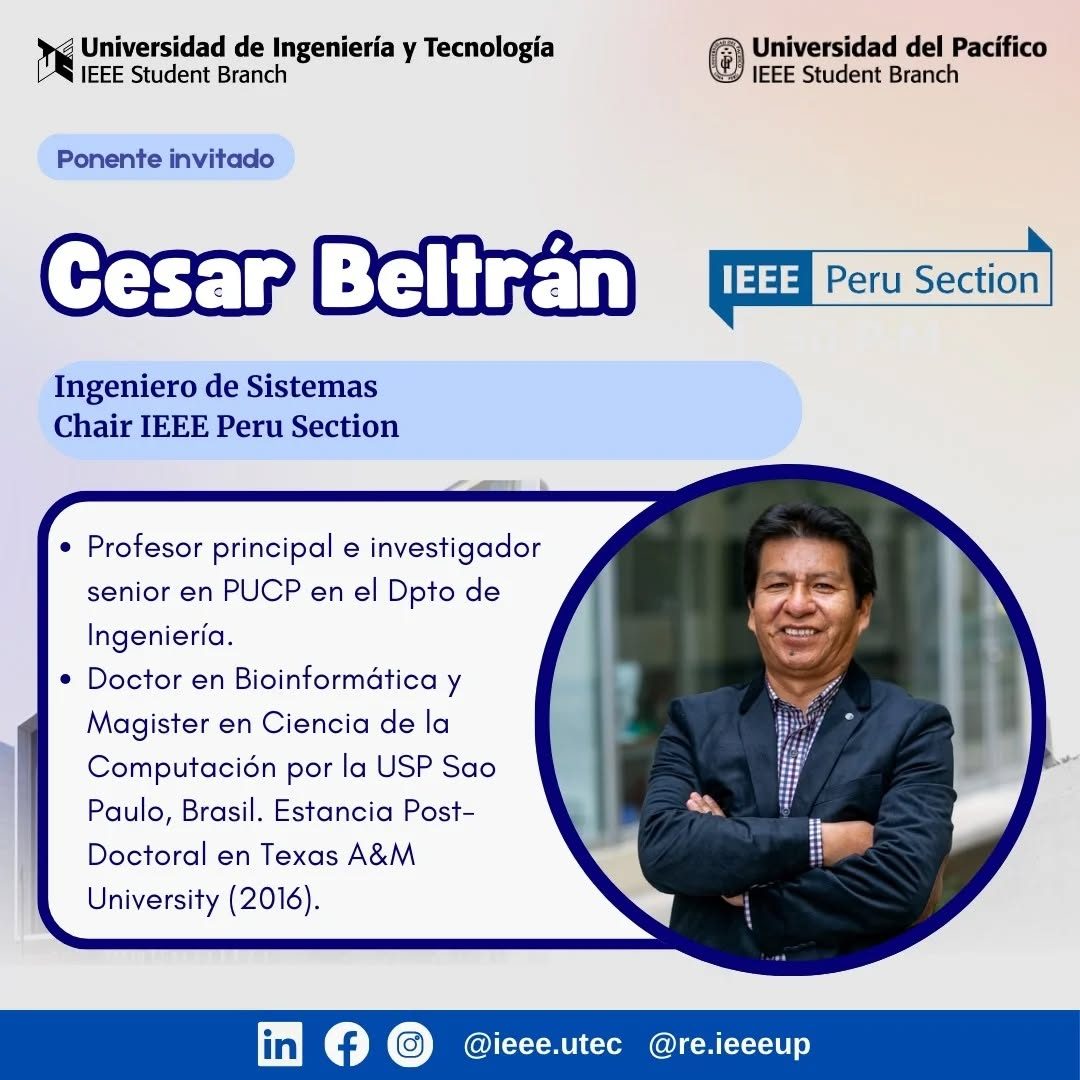 Universidad de Ingeniería y Tecnología
IEEE Student Branch
Universidad del Pacífico
IEEE Student Branch
Ponente invitado
Cesar Beltrán
IEEE Peru Section
Ingeniero de Sistemas
Chair IEEE Peru Section
• Profesor principal e investigador
senior en PUCP en el Dpto de
Ingeniería.
• Doctor en Bioinformática y
Magister en Ciencia de la
Computación por la USP Sao
Paulo, Brasil. Estancia Post-
Doctoral en Texas A&M
University (2016).
in
@ieee.utec @re.ieeeup